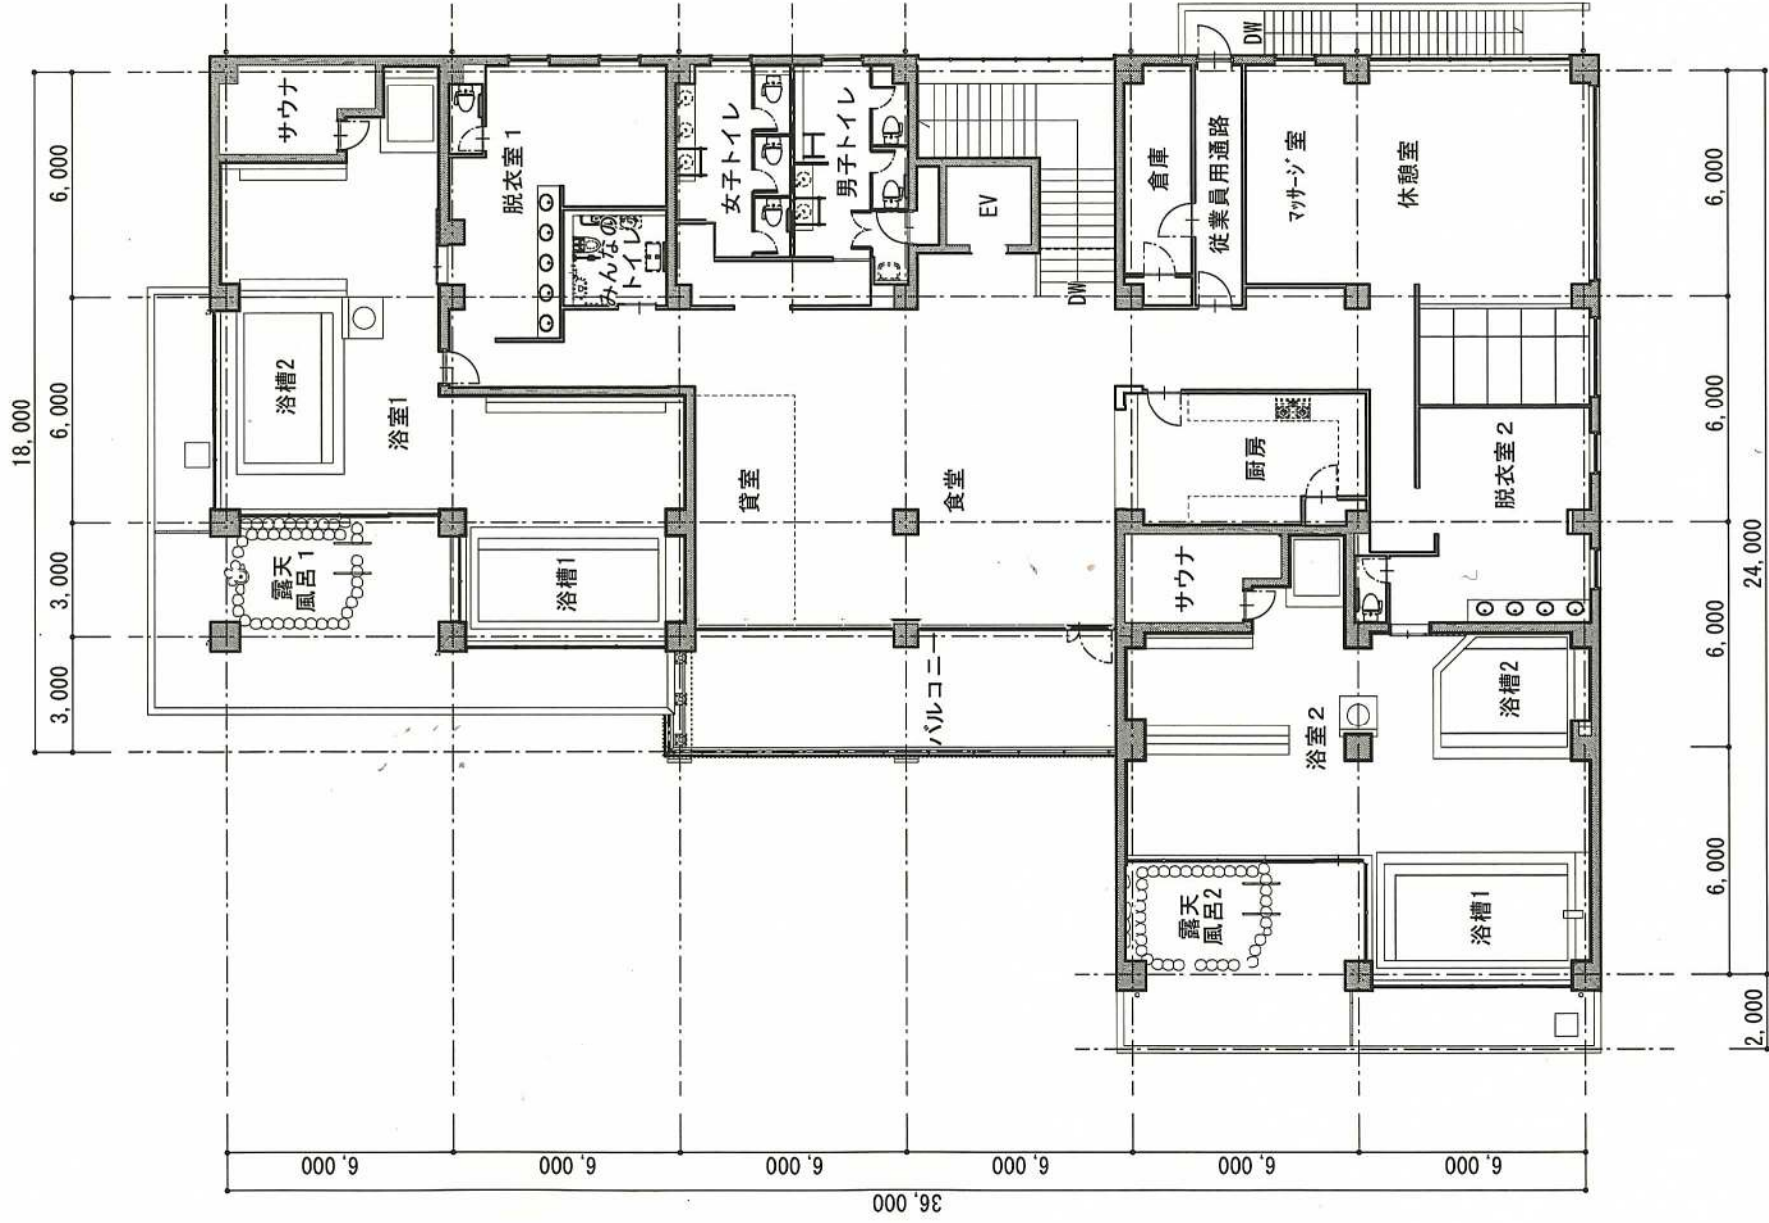 18,000
6,000
6,000
3,000
3,000
サウナ
浴槽2
浴室1
露天
風呂1
浴槽1
脱衣室1
みんなの
トイレ
女子トイレ
男子トイレ
EV
DW
倉庫
従業員用通路
DW
マッサージ室
休憩室
貸室
食堂
厨房
脱衣室2
バルコニー
サウナ
浴室2
浴槽2
露天
風呂2
浴槽1
6,000
6,000
6,000
6,000
24,000
2,000
6,000
6,000
6,000
6,000
6,000
6,000
36,000